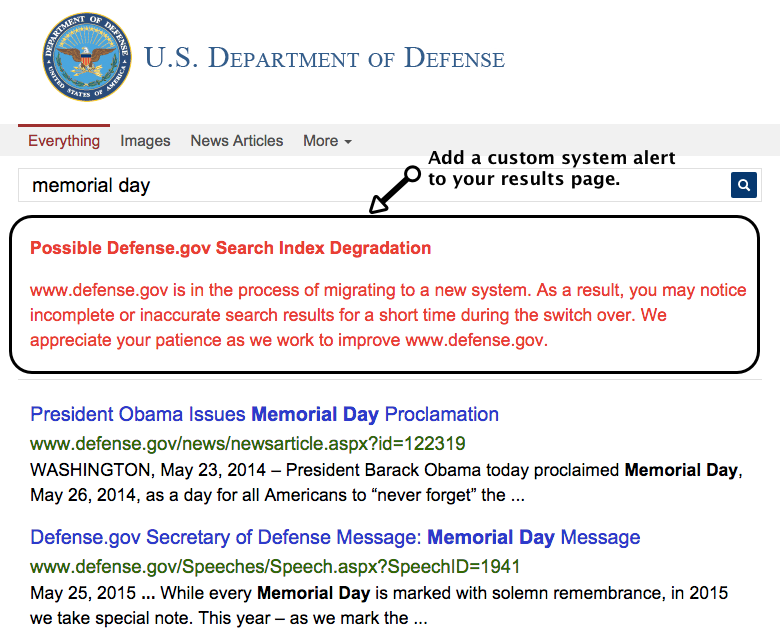 DEPARTMENT OF DEFENSE
UNITED STATES OF AMERICA
U.S. DEPARTMENT OF DEFENSE
Everything Images News Articles More
Add a custom system alert
to your results page.
memorial day
Possible Defense.gov Search Index Degradation
www.defense.gov is in the process of migrating to a new system. As a result, you may notice
incomplete or inaccurate search results for a short time during the switch over. We
appreciate your patience as we work to improve www.defense.gov.
President Obama Issues Memorial Day Proclamation
www.defense.gov/news/newsarticle.aspx?id=122319
WASHINGTON, May 23, 2014 – President Barack Obama today proclaimed Memorial Day,
May 26, 2014, as a day for all Americans to “never forget” the ...
Defense.gov Secretary of Defense Message: Memorial Day Message
www.defense.gov/Speeches/Speech.aspx?SpeechID=1941
May 25, 2015 ... While every Memorial Day is marked with solemn remembrance, in 2015
we take special note. This year – as we mark the ...